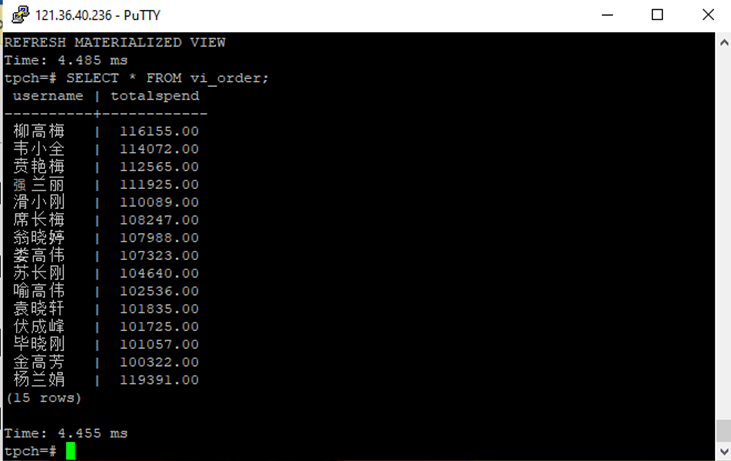 121.36.40.236 - PuTTY
REFRESH MATERIALIZED VIEW
Time: 4.485 ms
tpch=# SELECT * FROM vi_order;
 username | totalspend
----------+------------
 柳高梅   |  116155.00
 韦小全   |  114072.00
 贲艳梅   |  112565.00
 强兰丽   |  111925.00
 滑小刚   |  110089.00
 席长梅   |  108247.00
 翁晓婷   |  107988.00
 娄高伟   |  107323.00
 苏长刚   |  104640.00
 喻高伟   |  102536.00
 袁晓轩   |  101835.00
 伏成峰   |  101725.00
 毕晓刚   |  101057.00
 金高芳   |  100322.00
 杨兰娟   |  119391.00
(15 rows)
Time: 4.455 ms
tpch=#